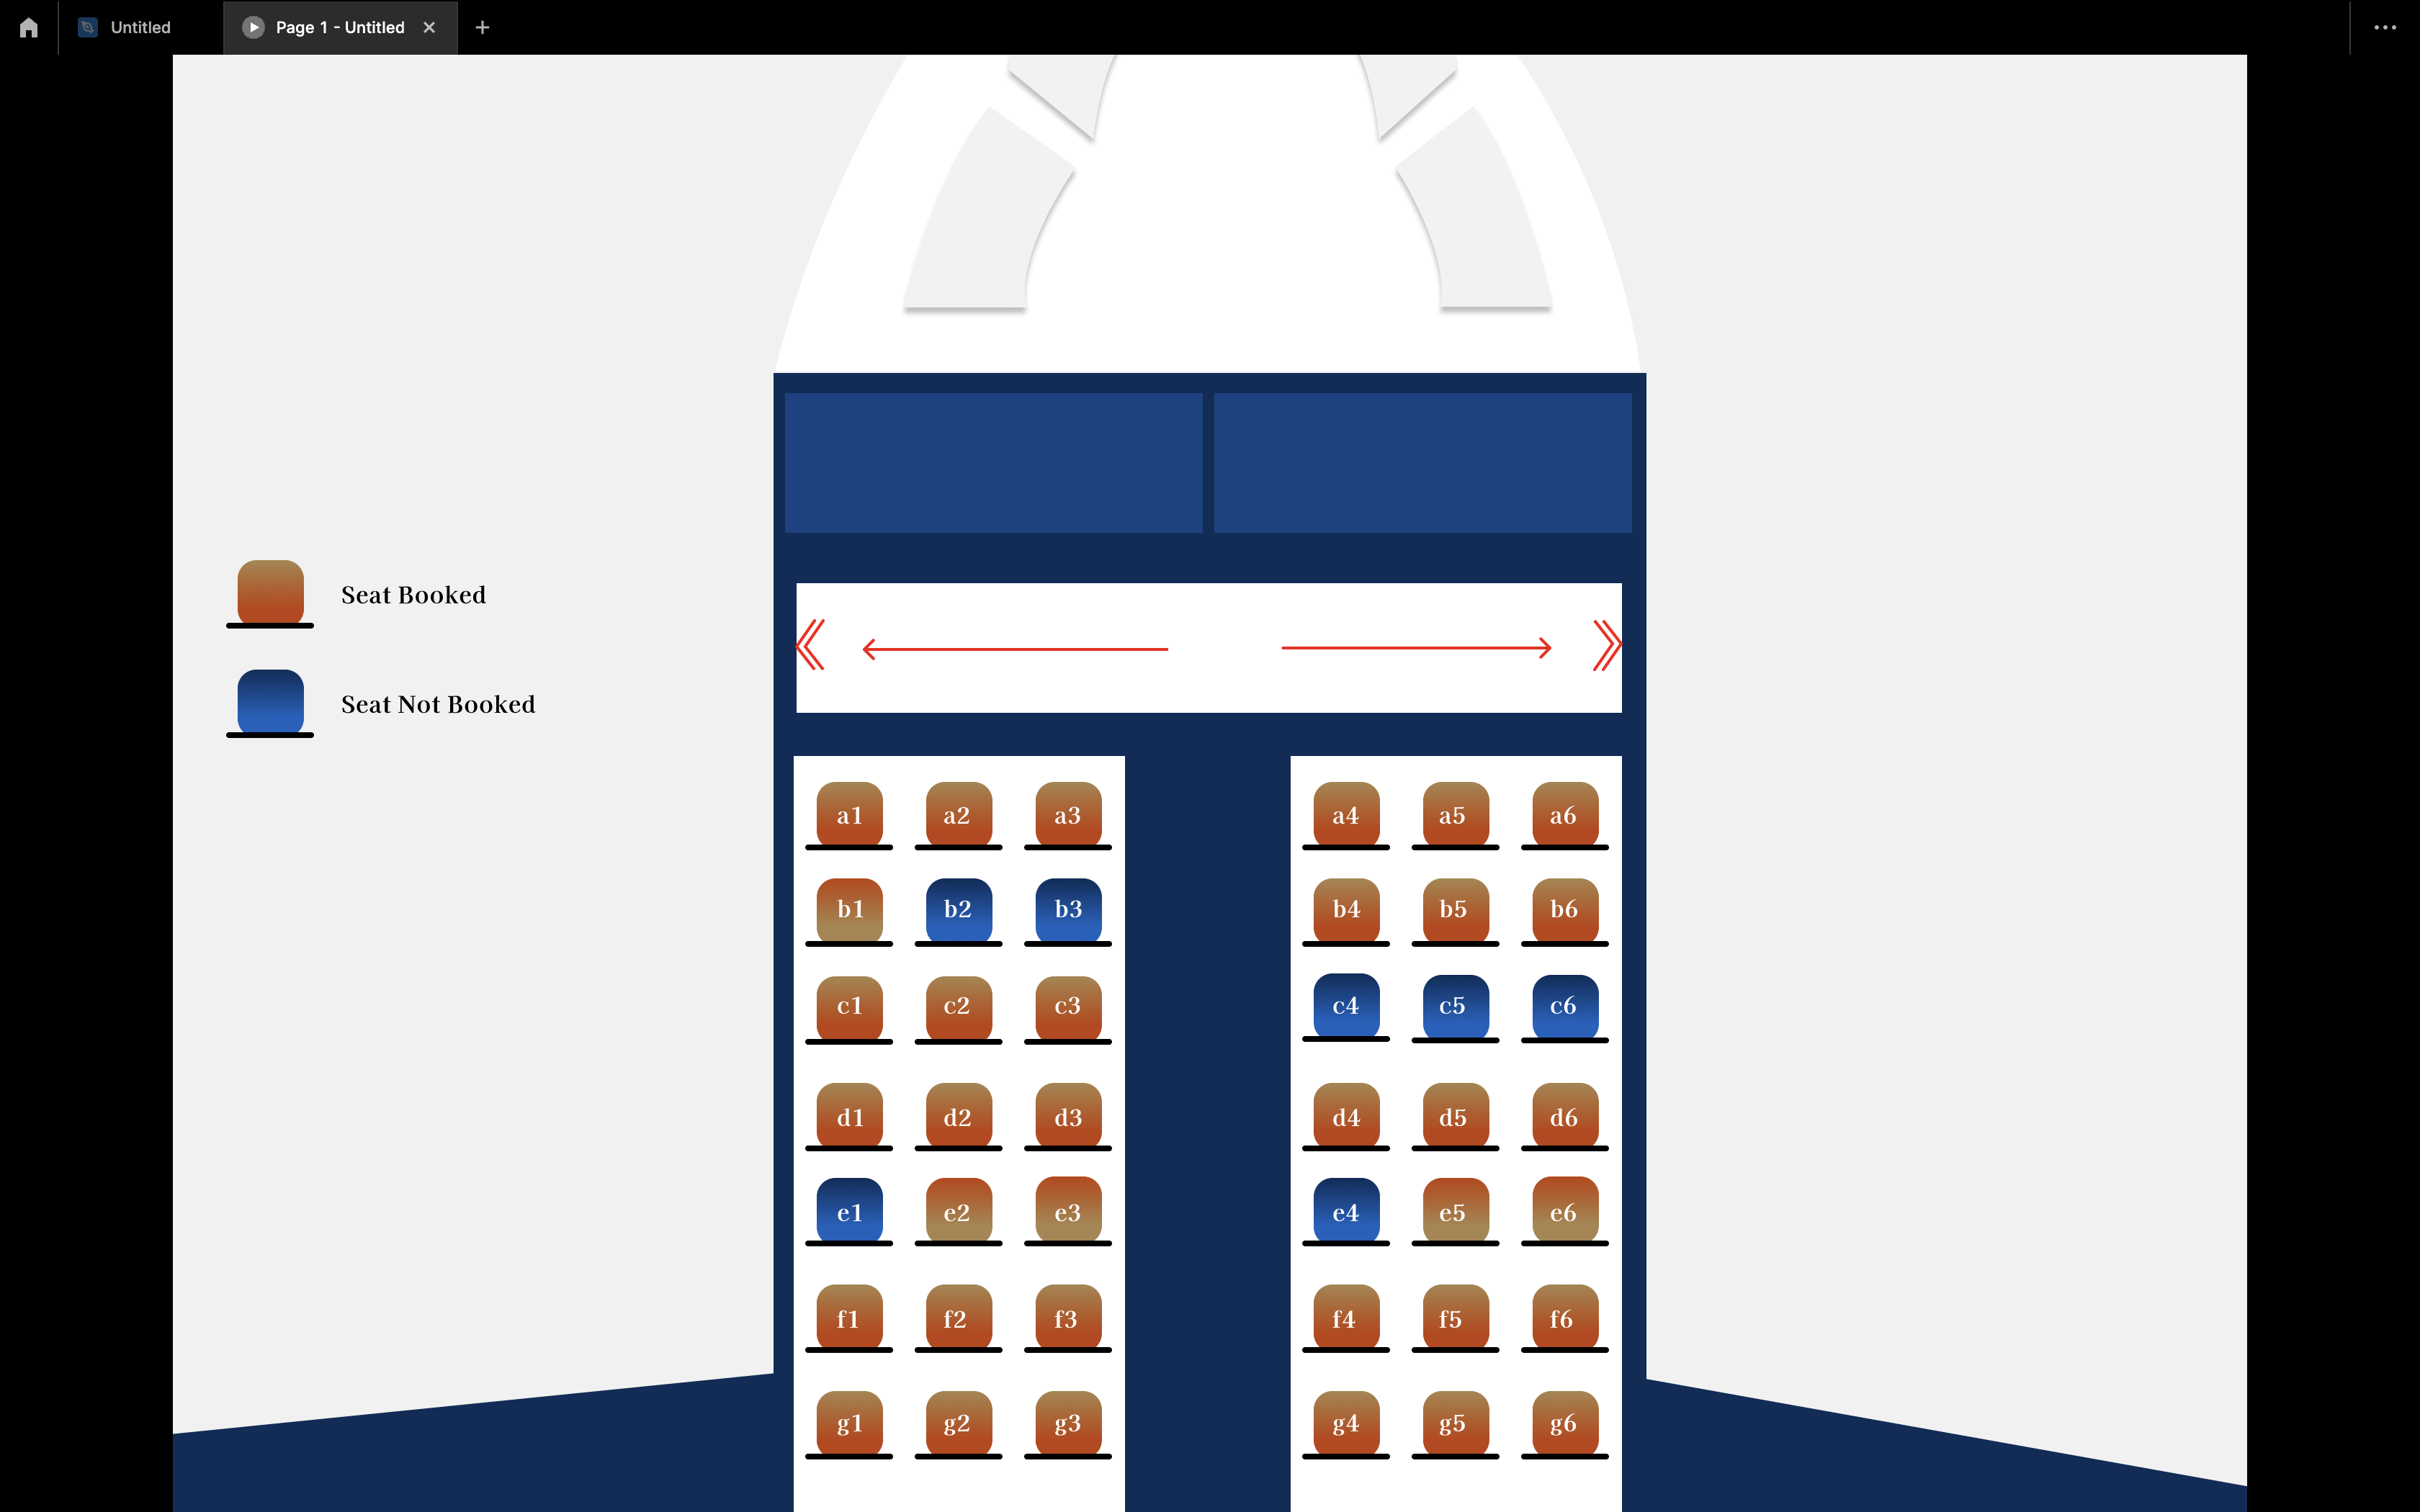 Untitled
Page 1 - Untitled
Seat Booked
Seat Not Booked
a1 a2 a3 a4 a5 a6
b1 b2 b3 b4 b5 b6
c1 c2 c3 c4 c5 c6
d1 d2 d3 d4 d5 d6
e1 e2 e3 e4 e5 e6
f1 f2 f3 f4 f5 f6
g1 g2 g3 g4 g5 g6